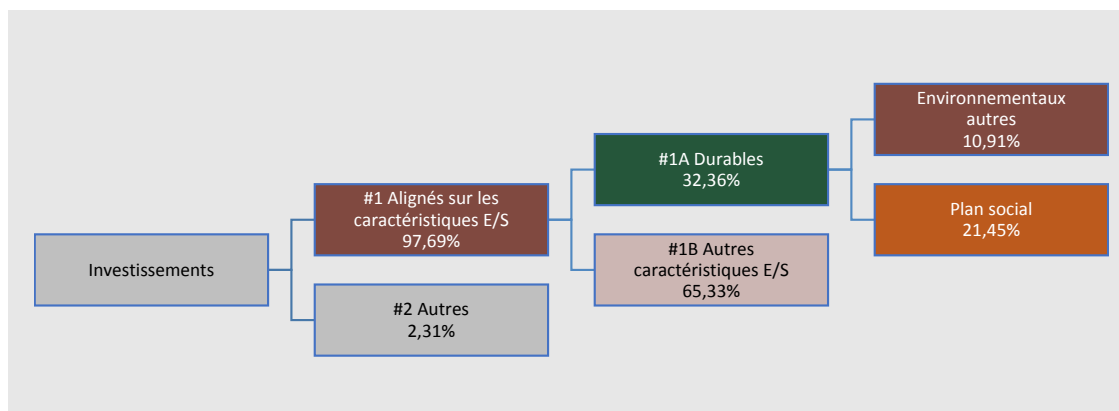 Investissements
#1 Alignés sur les
caractéristiques E/S
97,69%
#2 Autres
2,31%
#1A Durables
32,36%
#1B Autres
caractéristiques E/S
65,33%
Environnementaux
autres
10,91%
Plan social
21,45%